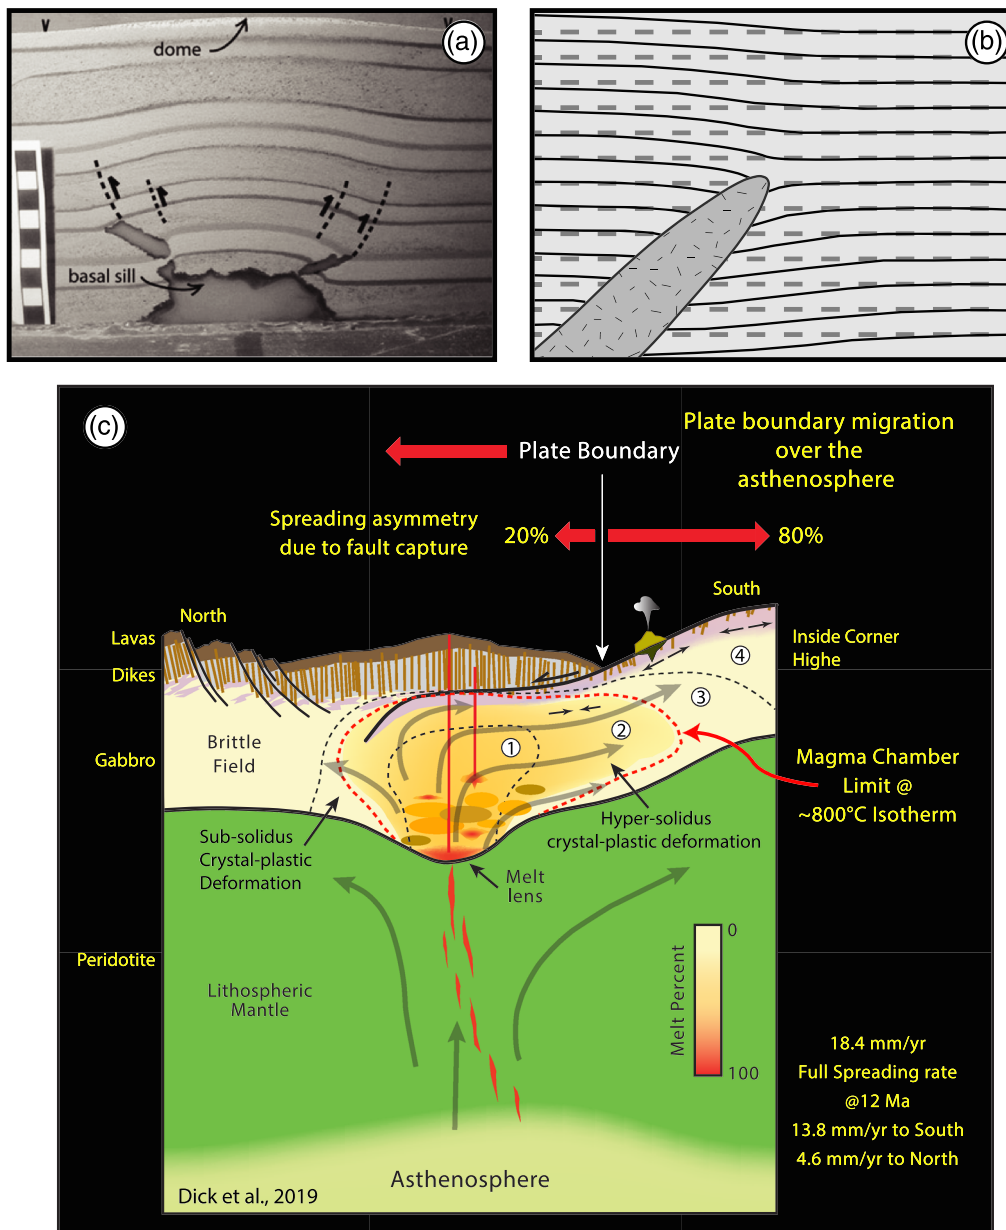 (a)
dome
basal sill
(b)
(c)
Plate Boundary
Plate boundary migration
over the
asthenosphere
Spreading asymmetry
due to fault capture
20%
80%
North
South
Lavas
Dikes
Gabbro
Peridotite
Inside Corner
Highe
4
3
2
1
Brittle
Field
Magma Chamber
Limit @
~800°C Isotherm
Sub-solidus
Crystal-plastic
Deformation
Hyper-solidus
crystal-plastic deformation
Melt
lens
Lithospheric
Mantle
Melt Percent
0
100
18.4 mm/yr
Full Spreading rate
@12 Ma
13.8 mm/yr to South
4.6 mm/yr to North
Asthenosphere
Dick et al., 2019